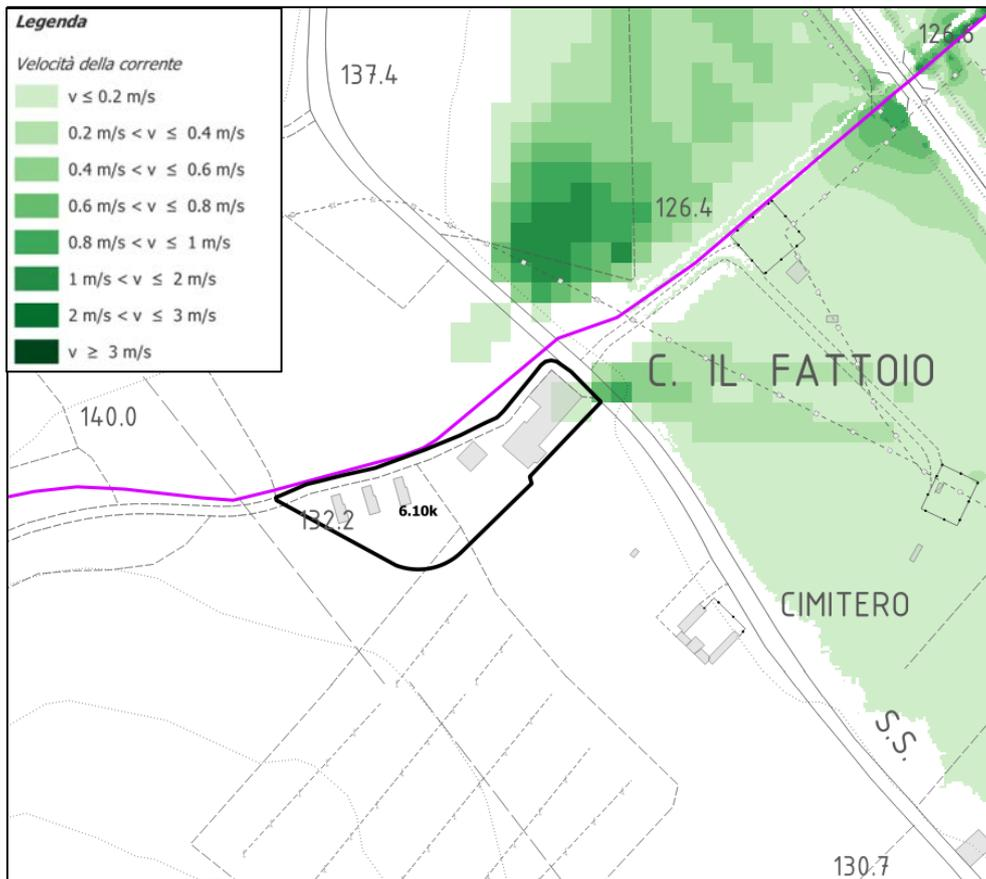 Legenda
Velocità della corrente
v ≤ 0.2 m/s
0.2 m/s < v ≤ 0.4 m/s
0.4 m/s < v ≤ 0.6 m/s
0.6 m/s < v ≤ 0.8 m/s
0.8 m/s < v ≤ 1 m/s
1 m/s < v ≤ 2 m/s
2 m/s < v ≤ 3 m/s
v ≥ 3 m/s
126.6
137.4
126.4
C. IL FATTOIO
140.0
6.10k
132.2
CIMITERO
S.S.
130.7